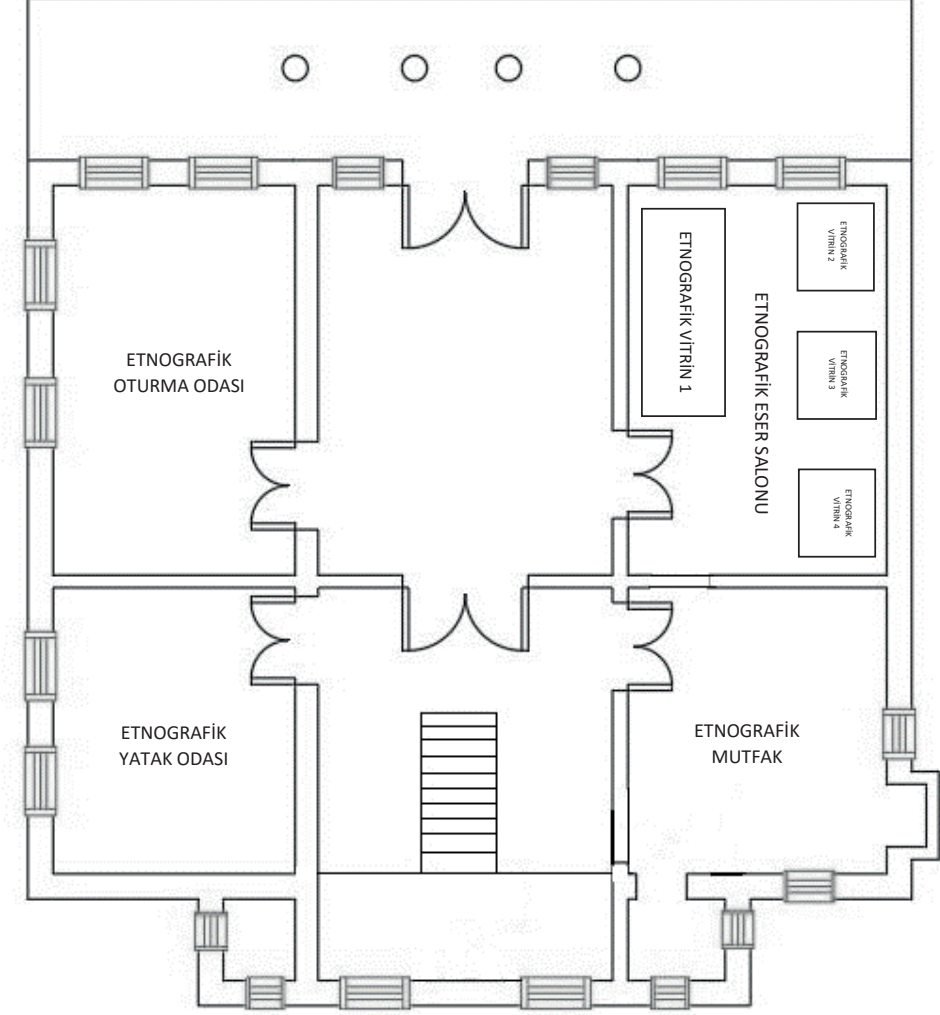 ETNOGRAFİK
OTURMA ODASI
ETNOGRAFİK VİTRİN 1
ETNOGRAFİK ESER SALONU
ETNOGRAFİK
VİTRİN 2
ETNOGRAFİK
VİTRİN 3
ETNOGRAFİK
VİTRİN 4
ETNOGRAFİK
YATAK ODASI
ETNOGRAFİK
MUTFAK